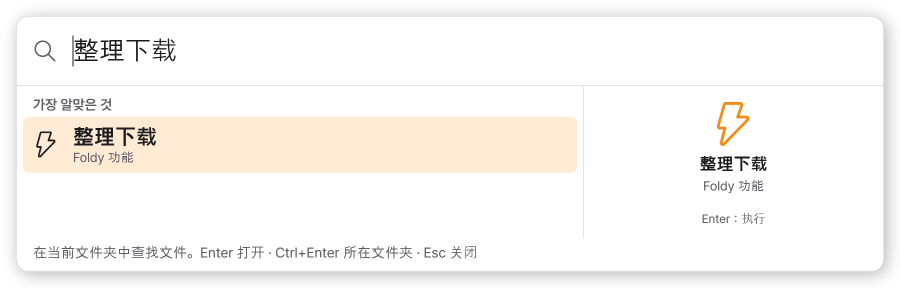 整理下载
가장 알맞은 것
整理下载
Foldy 功能
整理下载
Foldy 功能
Enter：执行
在当前文件夹中查找文件。Enter 打开 · Ctrl+Enter 所在文件夹 · Esc 关闭